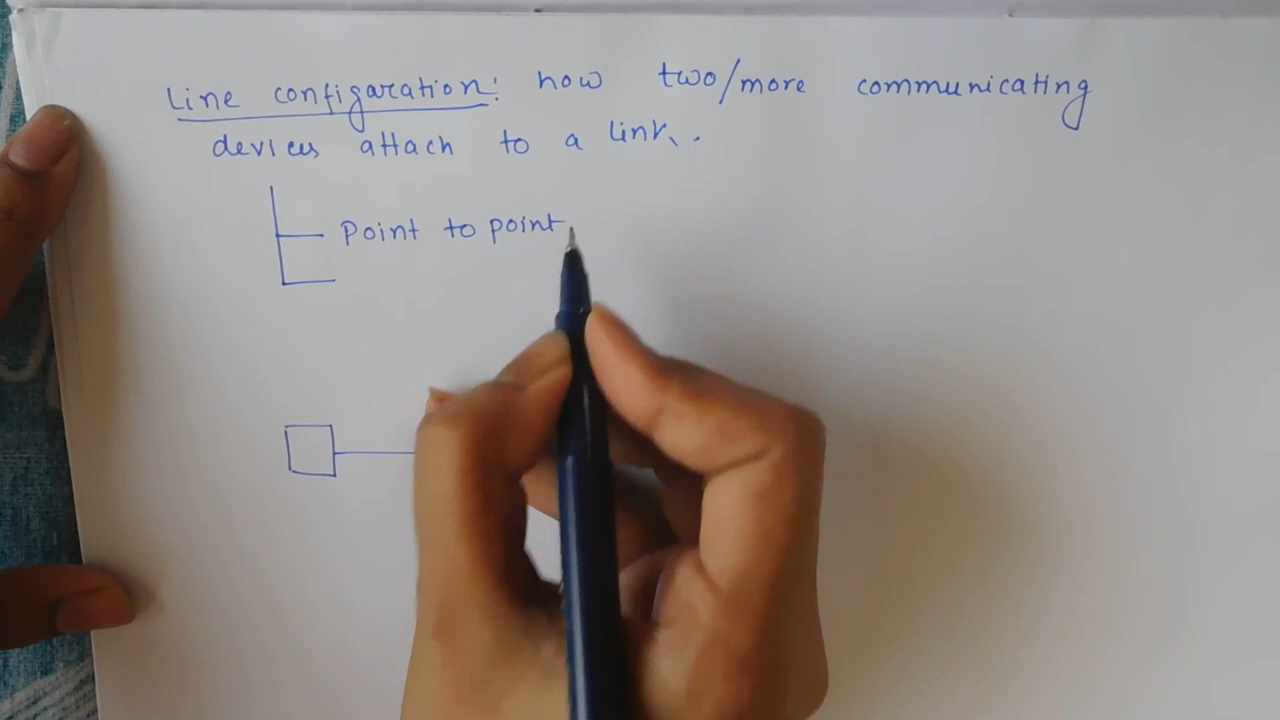 Line configaration: how two/more communicating
devices attach to a link.
Point to point